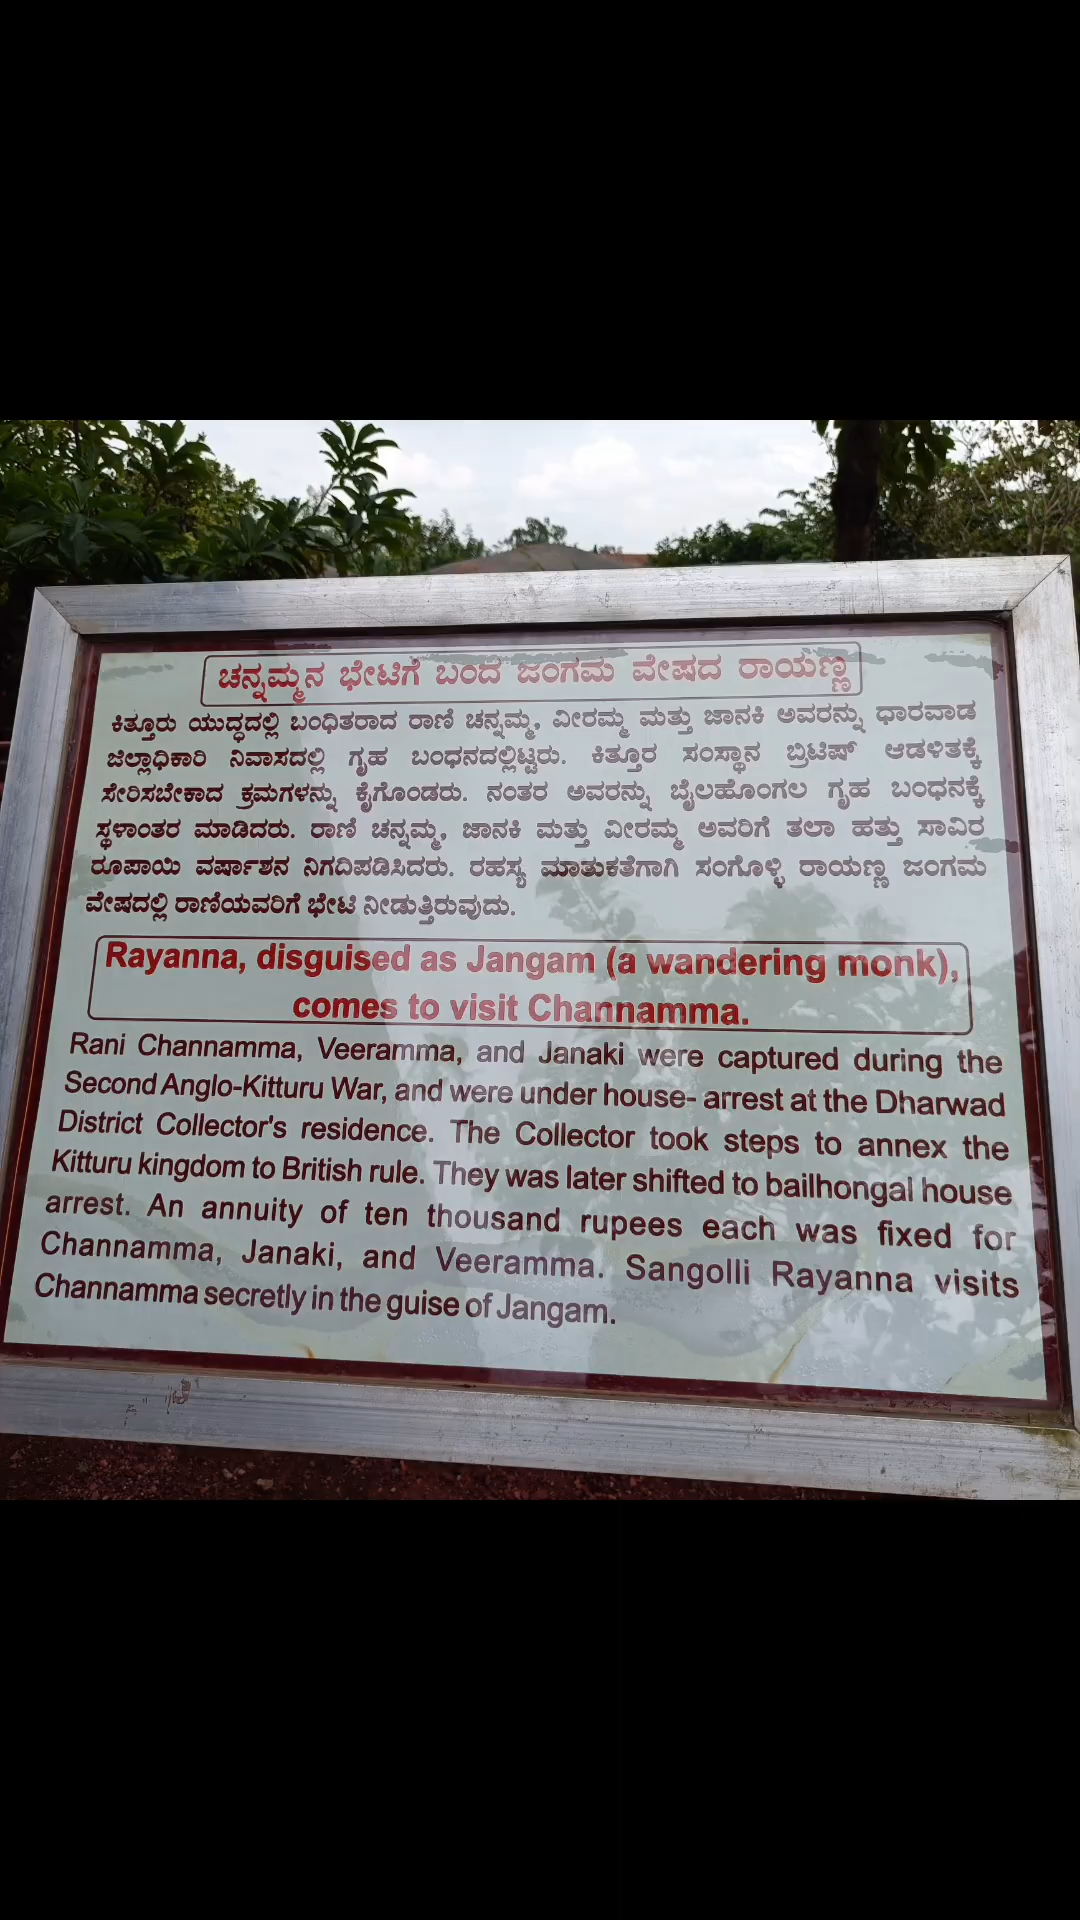 ಚನ್ನಮ್ಮನ ಭೇಟಿಗೆ ಬಂದ ಜಂಗಮ ವೇಷದ ರಾಯಣ್ಣ
ಕಿತ್ತೂರು ಯುದ್ಧದಲ್ಲಿ ಬಂಧಿತರಾದ ರಾಣಿ ಚನ್ನಮ್ಮ, ವೀರಮ್ಮ ಮತ್ತು ಜಾನಕಿ ಅವರನ್ನು ಧಾರವಾಡ
ಜಿಲ್ಲಾಧಿಕಾರಿ ನಿವಾಸದಲ್ಲಿ ಗೃಹ ಬಂಧನದಲ್ಲಿಟ್ಟರು. ಕಿತ್ತೂರ ಸಂಸ್ಥಾನ ಬ್ರಿಟಿಷ್ ಆಡಳಿತಕ್ಕೆ
ಸೇರಿಸಬೇಕಾದ ಕ್ರಮಗಳನ್ನು ಕೈಗೊಂಡರು. ನಂತರ ಅವರನ್ನು ಬೈಲಹೊಂಗಲ ಗೃಹ ಬಂಧನಕ್ಕೆ
ಸ್ಥಳಾಂತರ ಮಾಡಿದರು. ರಾಣಿ ಚನ್ನಮ್ಮ, ಜಾನಕಿ ಮತ್ತು ವೀರಮ್ಮ ಅವರಿಗೆ ತಲಾ ಹತ್ತು ಸಾವಿರ
ರೂಪಾಯಿ ವರ್ಷಾಶನ ನಿಗದಿಪಡಿಸಿದರು. ರಹಸ್ಯ ಮಾತುಕತೆಗಾಗಿ ಸಂಗೊಳ್ಳಿ ರಾಯಣ್ಣ ಜಂಗಮ
ವೇಷದಲ್ಲಿ ರಾಣಿಯವರಿಗೆ ಭೇಟಿ ನೀಡುತ್ತಿರುವುದು.
Rayanna, disguised as Jangam (a wandering monk),
comes to visit Channamma.
Rani Channamma, Veeramma, and Janaki were captured during the
Second Anglo-Kitturu War, and were under house- arrest at the Dharwad
District Collector's residence. The Collector took steps to annex the
Kitturu kingdom to British rule. They was later shifted to bailhongal house
arrest. An annuity of ten thousand rupees each was fixed for
Channamma, Janaki, and Veeramma. Sangolli Rayanna visits
Channamma secretly in the guise of Jangam.